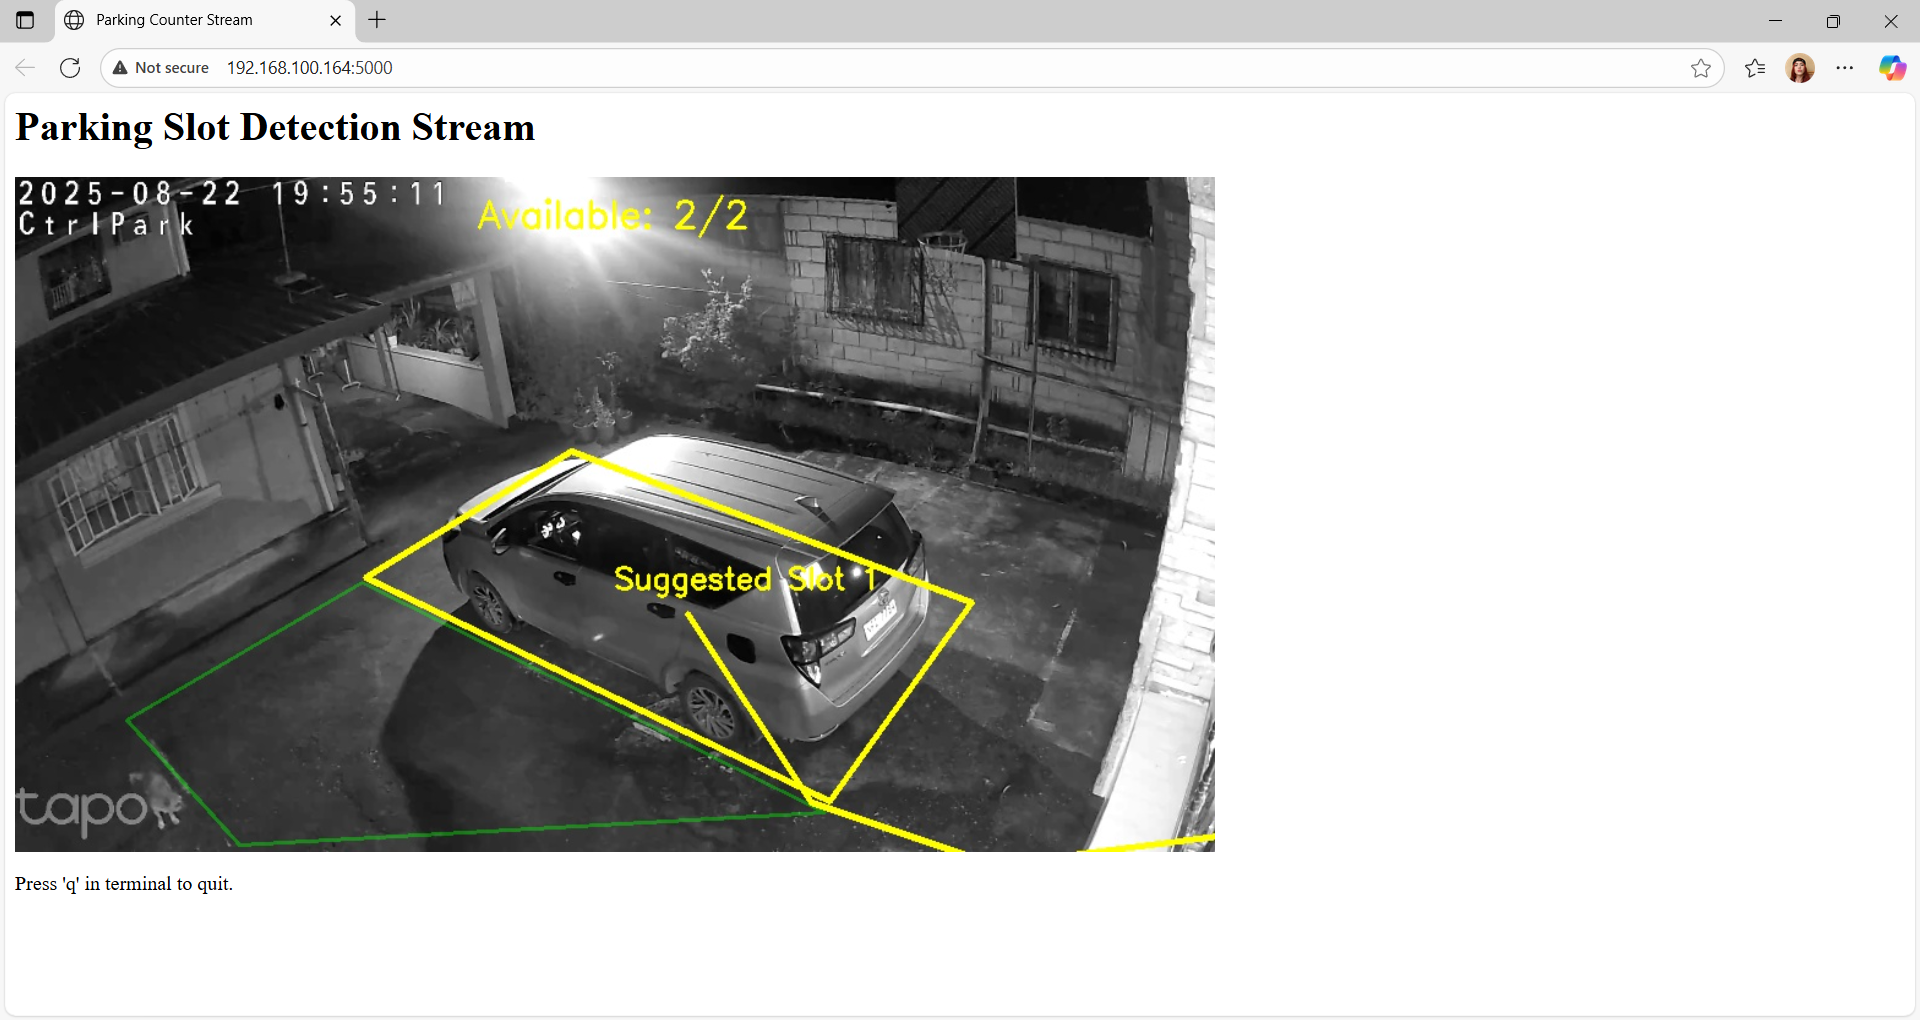 Parking Counter Stream
Not secure 192.168.100.164:5000
Parking Slot Detection Stream
2025-08-22 19:55:11
CtrlPark
Available: 2/2
Suggested Slot 1
tapo
Press 'q' in terminal to quit.